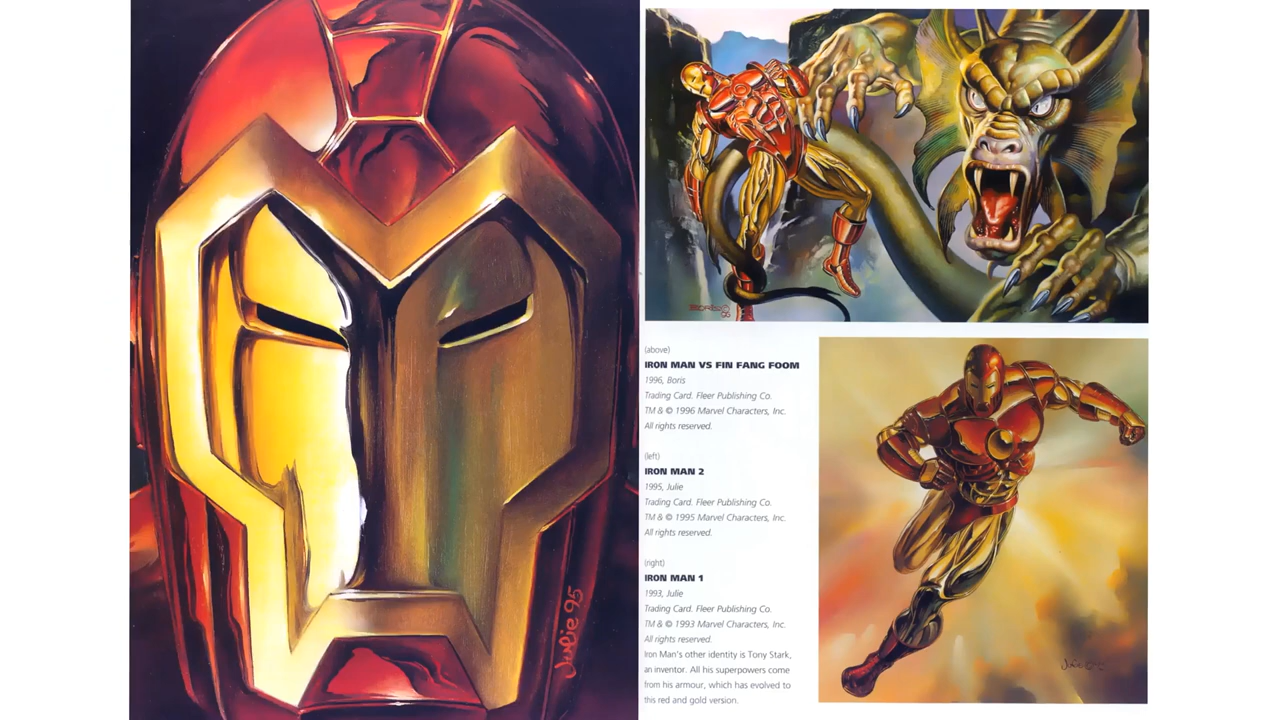 (above)
IRON MAN VS FIN FANG FOOM
1996, Boris
Trading Card. Fleer Publishing Co.
TM & © 1996 Marvel Characters, Inc.
All rights reserved.
(left)
IRON MAN 2
1995, Julie
Trading Card. Fleer Publishing Co.
TM & © 1995 Marvel Characters, Inc.
All rights reserved.
(right)
IRON MAN 1
1993, Julie
Trading Card. Fleer Publishing Co.
TM & © 1993 Marvel Characters, Inc.
All rights reserved.
Iron Man's other identity is Tony Stark,
an inventor. All his superpowers come
from his armour, which has evolved to
this red and gold version.
Julie 95
Julie